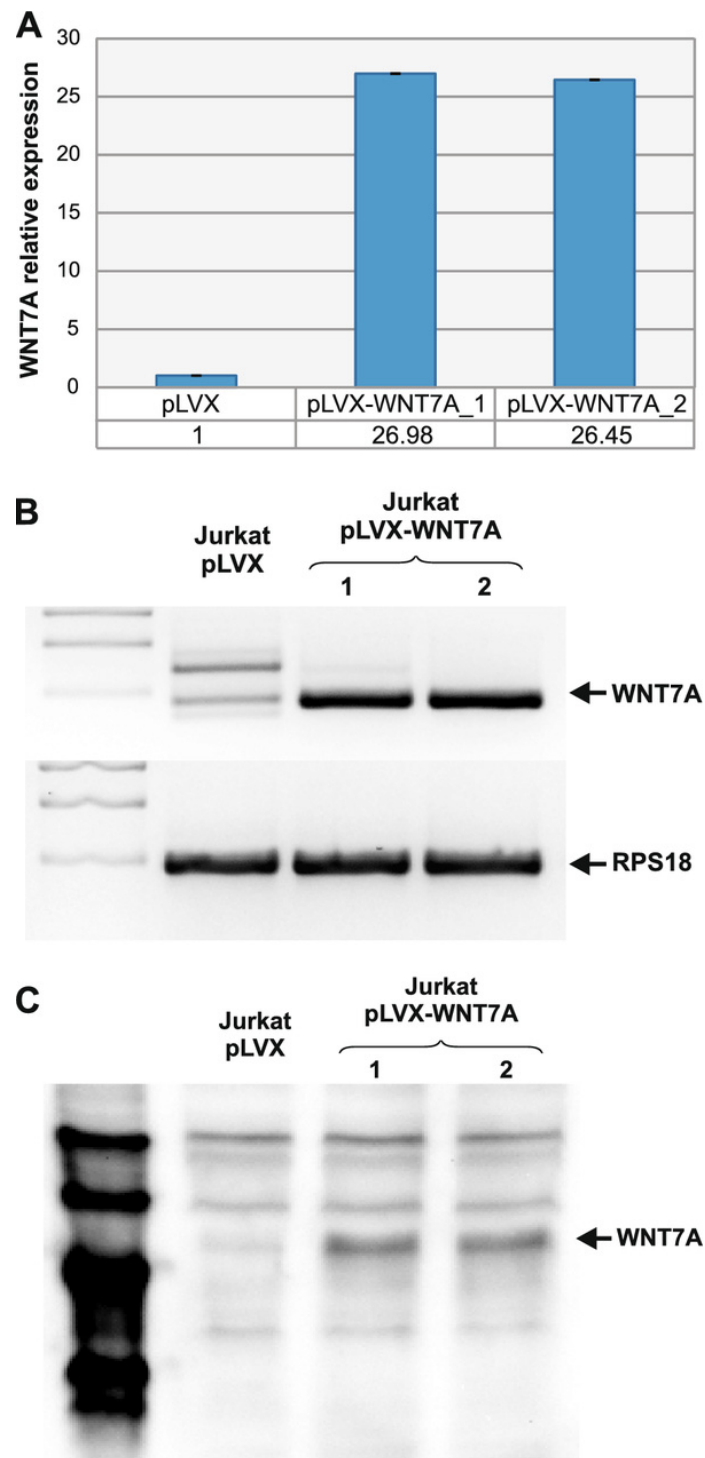 A
WNT7A relative expression
30
25
20
15
10
5
0
pLVX pLVX-WNT7A_1 pLVX-WNT7A_2
1 26.98 26.45
B
Jurkat
pLVX
Jurkat
pLVX-WNT7A
1 2
WNT7A
RPS18
C
Jurkat
pLVX
Jurkat
pLVX-WNT7A
1 2
WNT7A